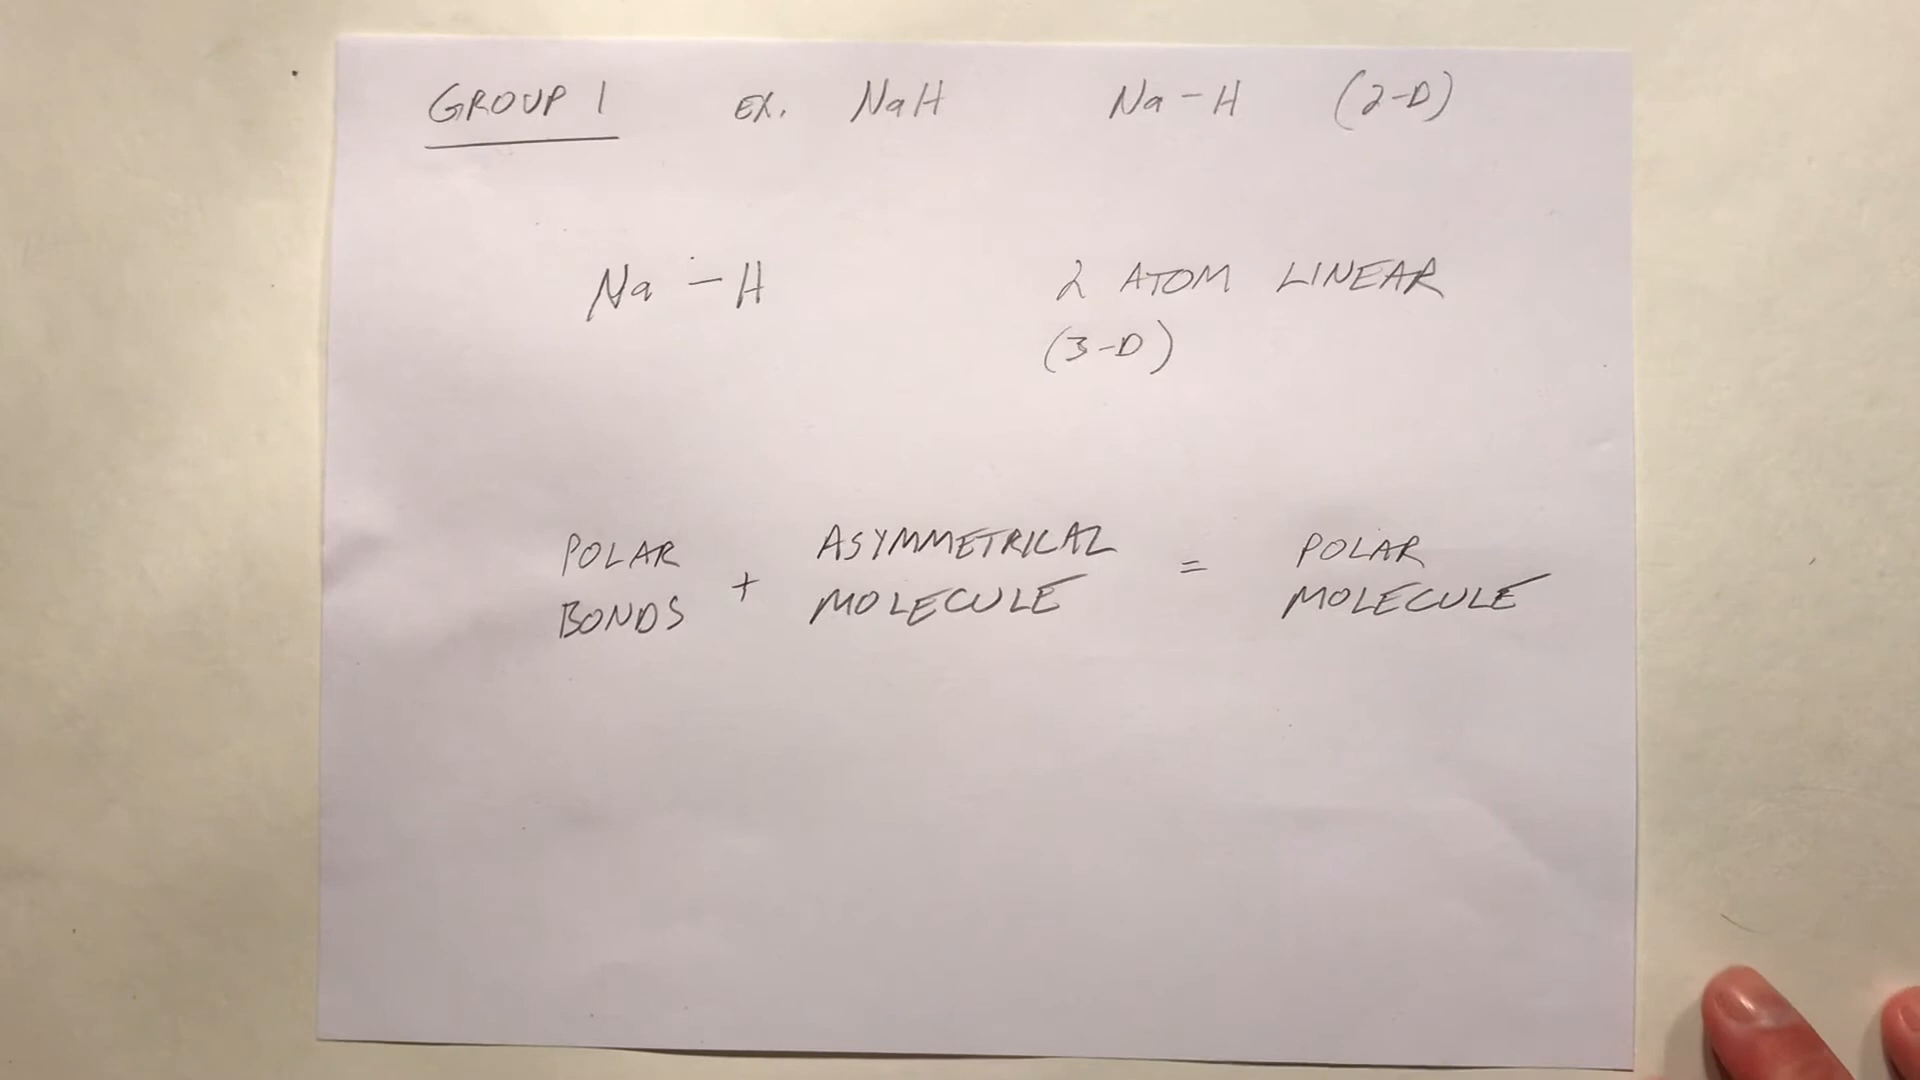 GROUP 1 EX. NaH Na-H (2-D)
Na-H 2 ATOM LINEAR
(3-D)
POLAR ASYMMETRICAL POLAR
+ =
BONDS MOLECULE MOLECULE